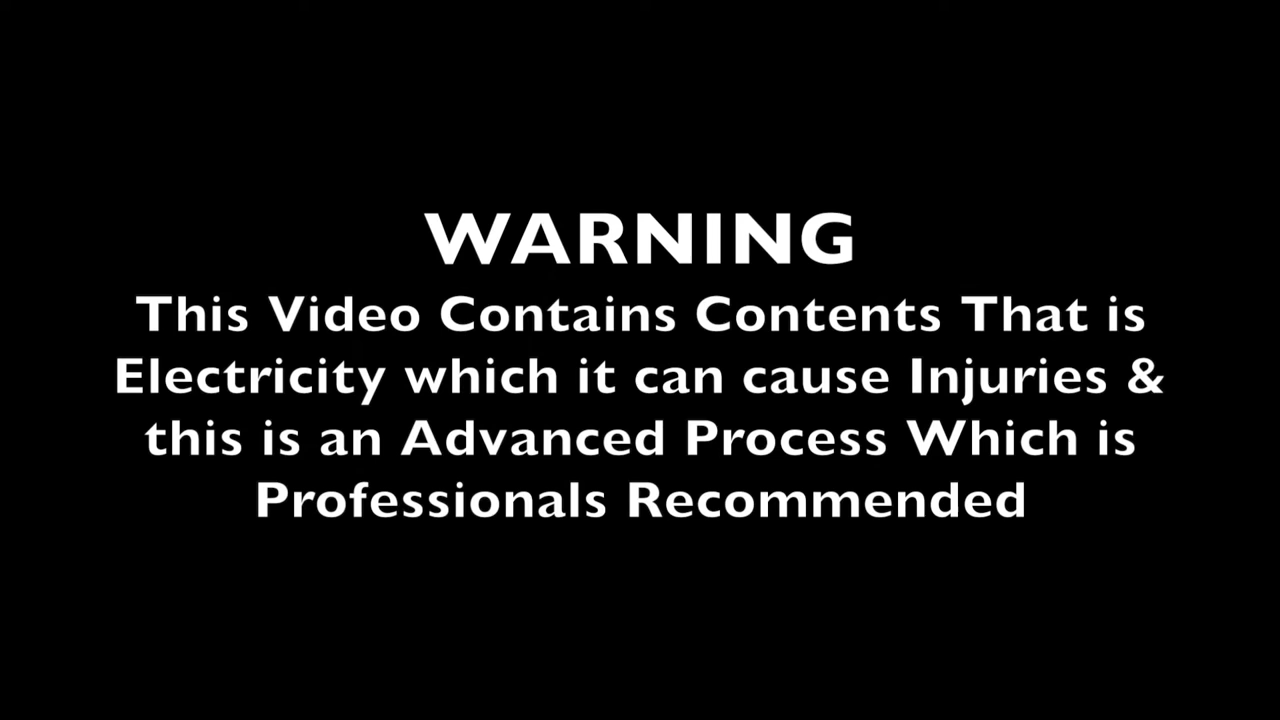 WARNING
This Video Contains Contents That is
Electricity which it can cause Injuries &
this is an Advanced Process Which is
Professionals Recommended